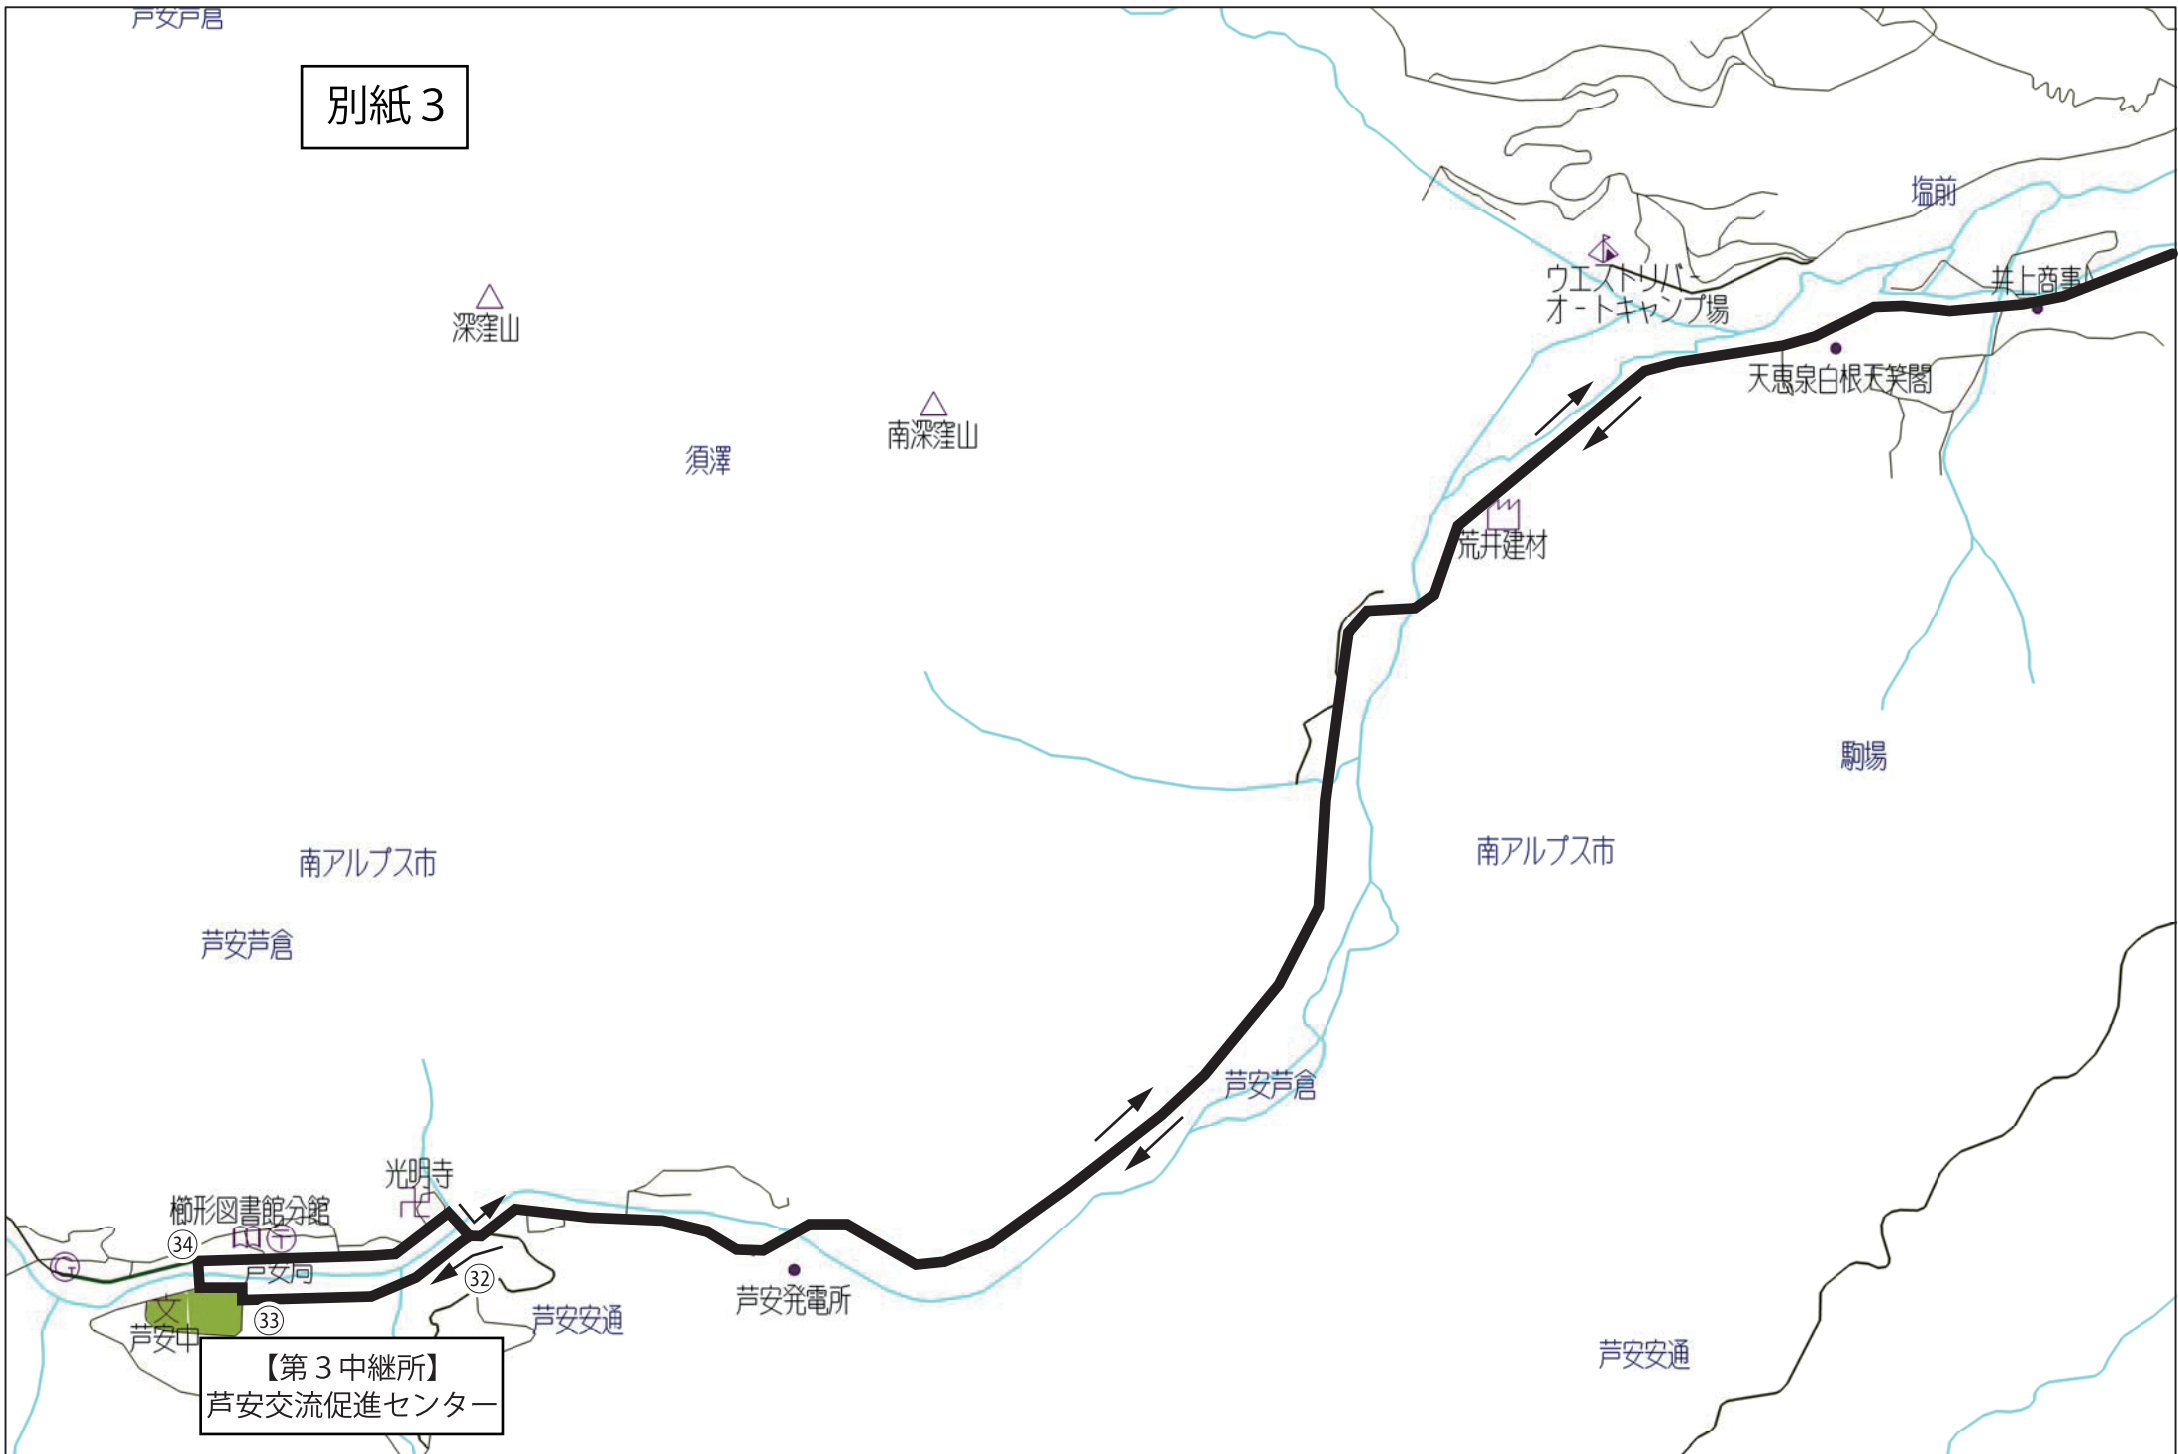 芦安芦倉
別紙3
塩前
ウエストリバー
オートキャンプ場
井上商事
深窪山
天恵泉白根天笑閣
南深窪山
須澤
荒井建材
駒場
南アルプス市
南アルプス市
芦安芦倉
芦安芦倉
光明寺
櫛形図書館分館
㉞
芦安局
㉜
芦安発電所
㉝
芦安安通
文
芦安中
芦安安通
【第3中継所】
芦安交流促進センター